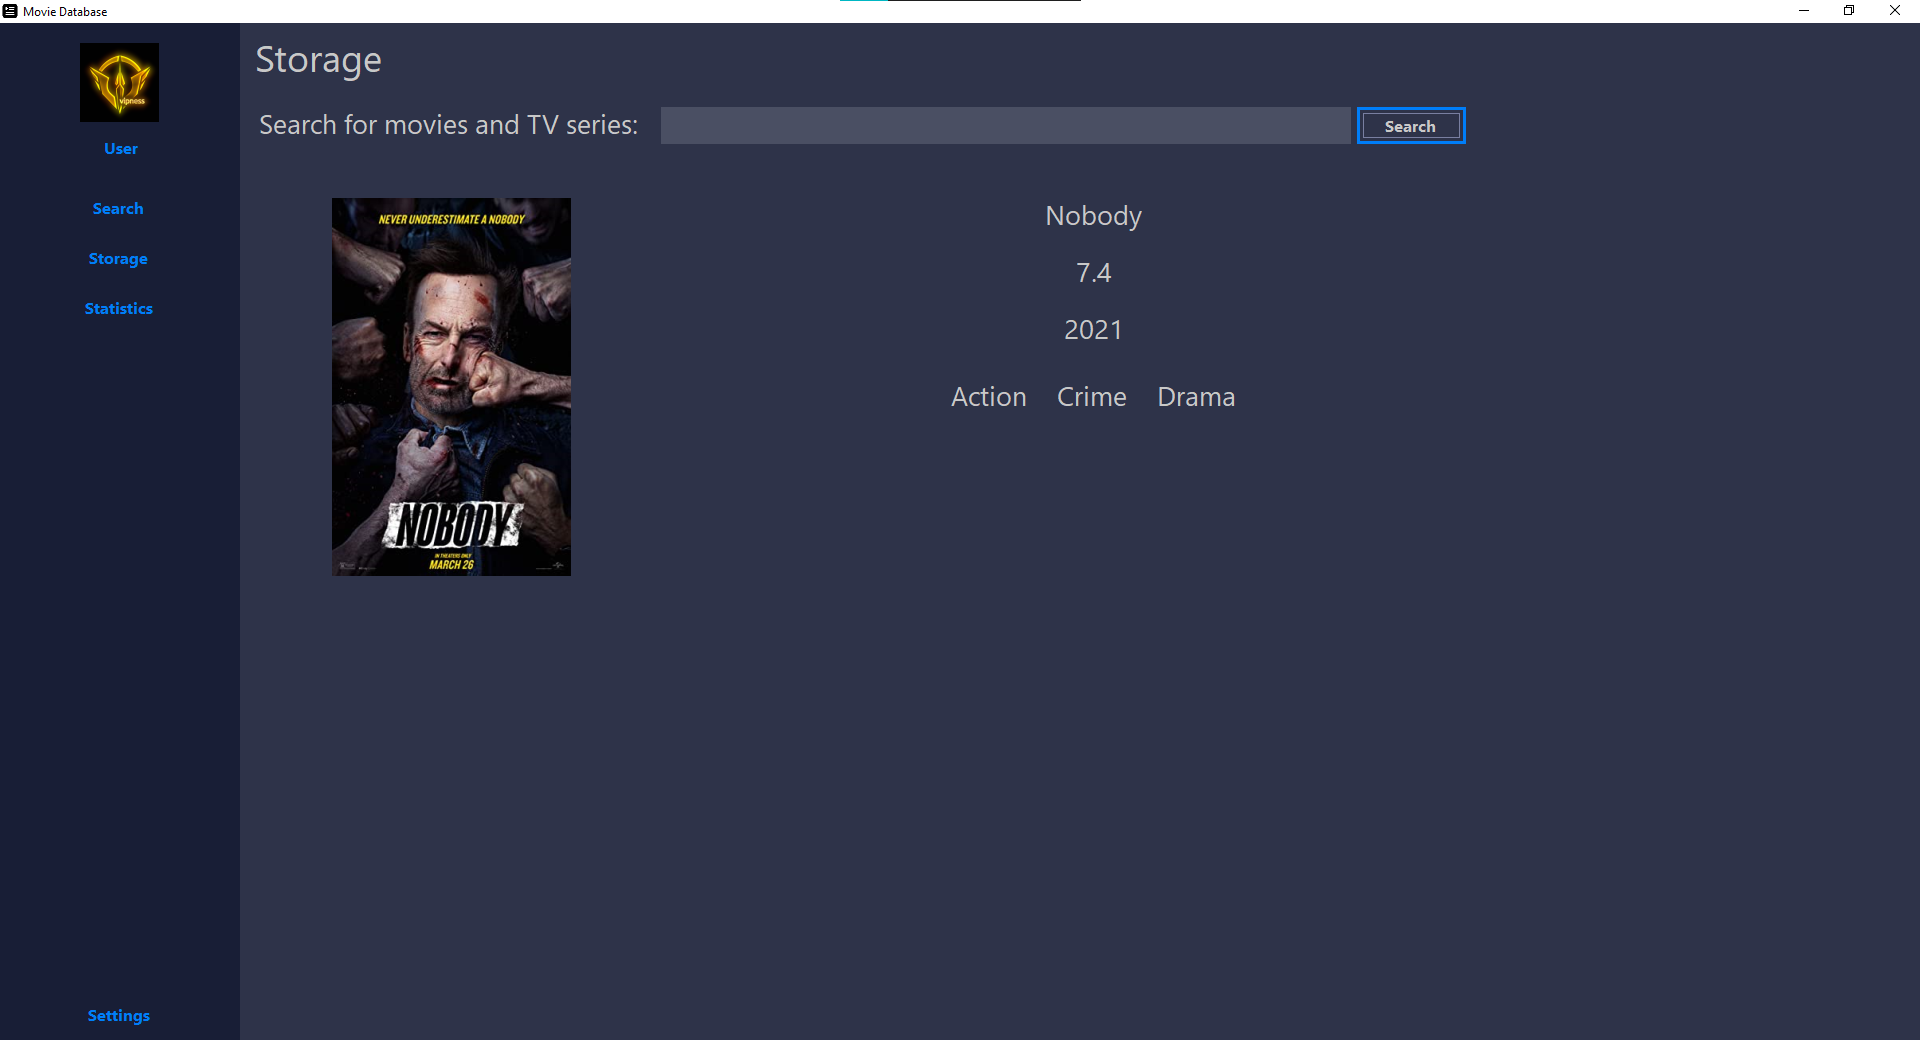 Movie Database
vipness
User
Search
Storage
Statistics
Settings
Storage
Search for movies and TV series:
Search
NEVER UNDERESTIMATE A NOBODY
NOBODY
IN THEATERS ONLY
MARCH 26
Nobody
7.4
2021
Action Crime Drama